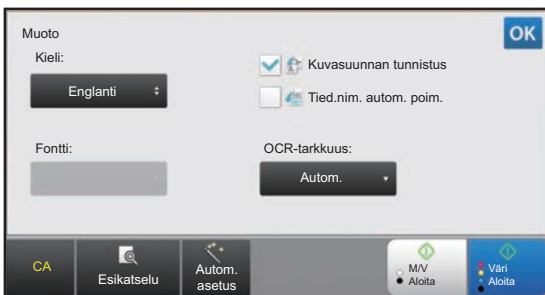 Muoto
OK
Kieli:
Englanti
Kuvasuunnan tunnistus
Tied.nim. autom. poim.
Fontti:
OCR-tarkkuus:
Autom.
CA
Esikatselu
Autom.
asetus
M/V
Aloita
Väri
Aloita